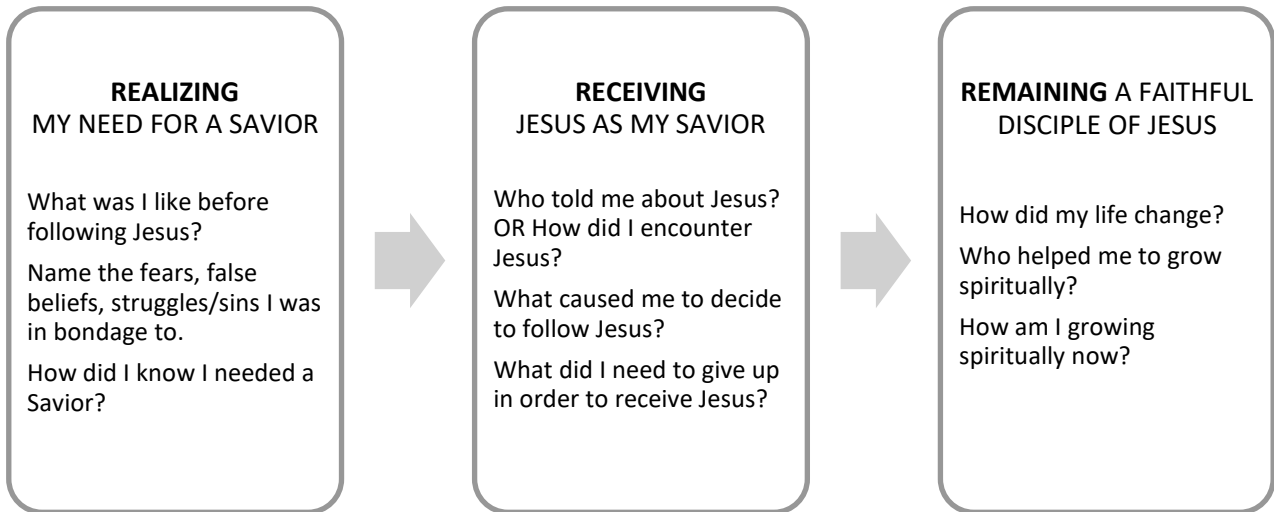 REALIZING
MY NEED FOR A SAVIOR
What was I like before
following Jesus?
Name the fears, false
beliefs, struggles/sins I was
in bondage to.
How did I know I needed a
Savior?
RECEIVING
JESUS AS MY SAVIOR
Who told me about Jesus?
OR How did I encounter
Jesus?
What caused me to decide
to follow Jesus?
What did I need to give up
in order to receive Jesus?
REMAINING A FAITHFUL
DISCIPLE OF JESUS
How did my life change?
Who helped me to grow
spiritually?
How am I growing
spiritually now?